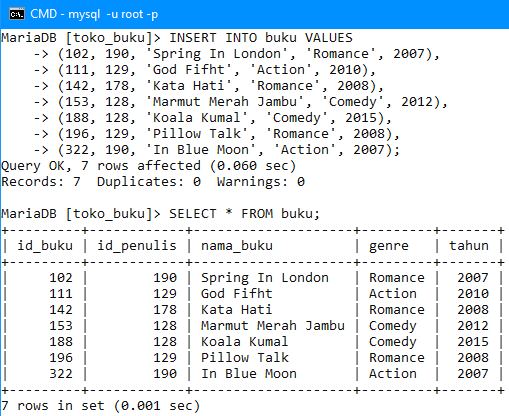 CMD - mysql -u root -p
MariaDB [toko_buku]> INSERT INTO buku VALUES
    -> (102, 190, 'Spring In London', 'Romance', 2007),
    -> (111, 129, 'God Fifht', 'Action', 2010),
    -> (142, 178, 'Kata Hati', 'Romance', 2008),
    -> (153, 128, 'Marmut Merah Jambu', 'Comedy', 2012),
    -> (188, 128, 'Koala Kumal', 'Comedy', 2015),
    -> (196, 129, 'Pillow Talk', 'Romance', 2008),
    -> (322, 190, 'In Blue Moon', 'Action', 2007);
Query OK, 7 rows affected (0.060 sec)
Records: 7  Duplicates: 0  Warnings: 0
MariaDB [toko_buku]> SELECT * FROM buku;
+---------+------------+--------------------+---------+-------+
| id_buku | id_penulis | nama_buku          | genre   | tahun |
+---------+------------+--------------------+---------+-------+
|     102 |        190 | Spring In London   | Romance |  2007 |
|     111 |        129 | God Fifht          | Action  |  2010 |
|     142 |        178 | Kata Hati          | Romance |  2008 |
|     153 |        128 | Marmut Merah Jambu | Comedy  |  2012 |
|     188 |        128 | Koala Kumal        | Comedy  |  2015 |
|     196 |        129 | Pillow Talk        | Romance |  2008 |
|     322 |        190 | In Blue Moon       | Action  |  2007 |
+---------+------------+--------------------+---------+-------+
7 rows in set (0.001 sec)